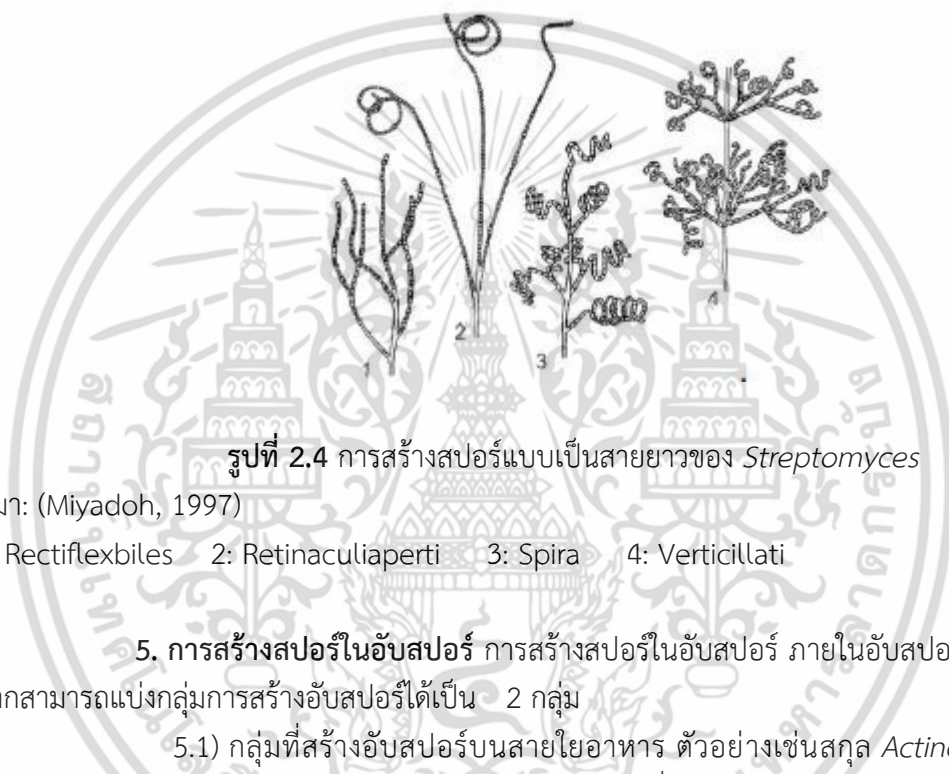 1
2
3
4
รูปที่ 2.4 การสร้างสปอร์แบบเป็นสายยาวของ Streptomyces
มา: (Miyadoh, 1997)
Rectiflexbiles 2: Retinaculiaperti 3: Spira 4: Verticillati
5. การสร้างสปอร์ในอับสปอร์ การสร้างสปอร์ในอับสปอร์ ภายในอับสปอ
ากสามารถแบ่งกลุ่มการสร้างอับสปอร์ได้เป็น 2 กลุ่ม
5.1) กลุ่มที่สร้างอับสปอร์บนสายใยอาหาร ตัวอย่างเช่นสกุล Actino